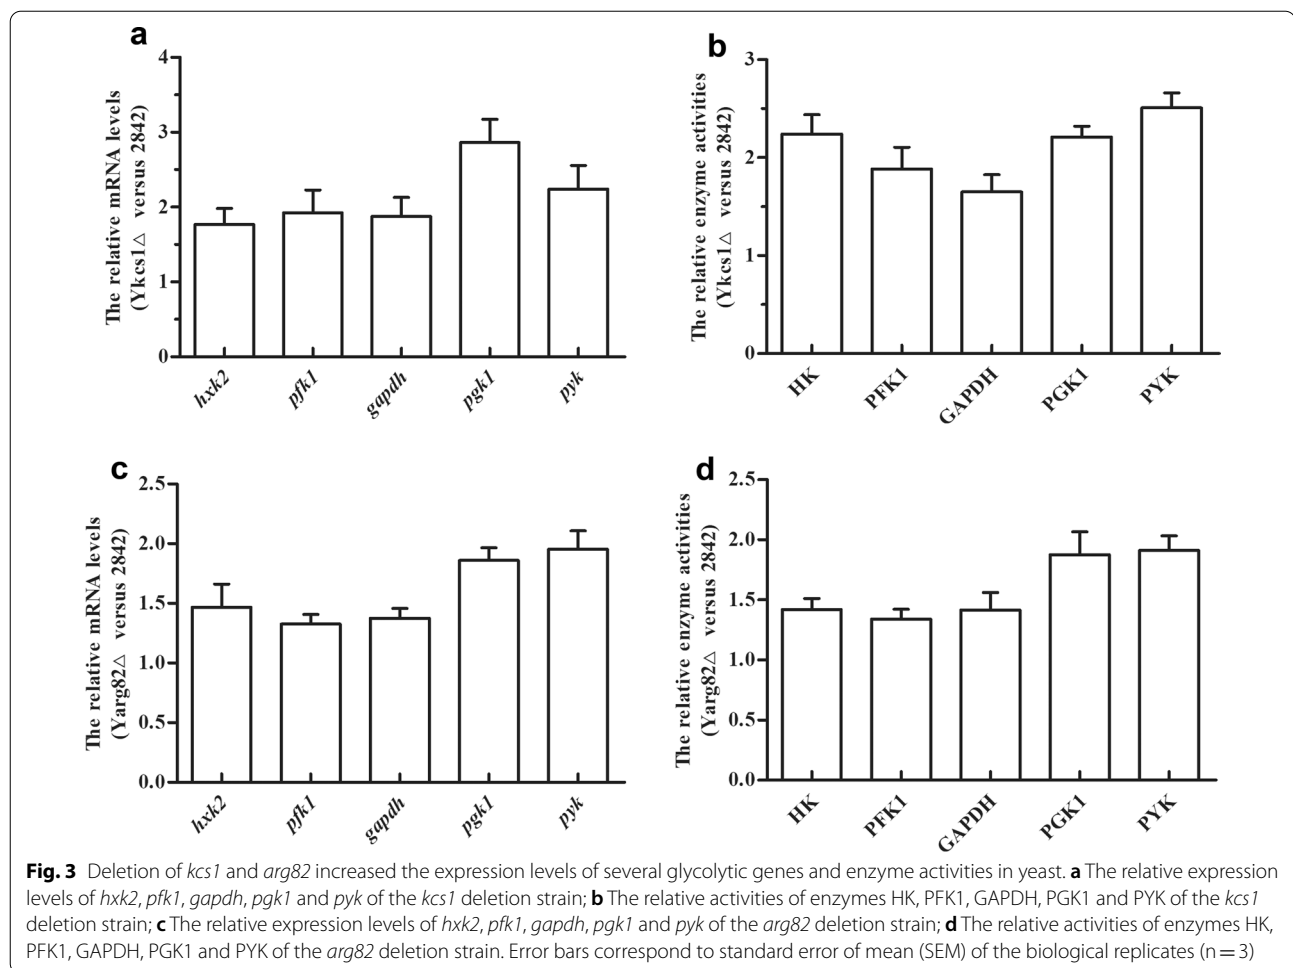 a
The relative mRNA levels
(Ykcs1△ versus 2842)
4
3
2
1
0
hxk2
pfk1
gapdh
pgk1
pyk
b
The relative enzyme activities
(Ykcs1△ versus 2842)
3
2
1
0
HK
PFK1
GAPDH
PGK1
PYK
c
The relative mRNA levels
(Yarg82△ versus 2842)
2.5
2.0
1.5
1.0
0.5
0.0
hxk2
pfk1
gapdh
pgk1
pyk
d
The relative enzyme activities
(Yarg82△ versus 2842)
2.5
2.0
1.5
1.0
0.5
0.0
HK
PFK1
GAPDH
PGK1
PYK
Fig. 3 Deletion of kcs1 and arg82 increased the expression levels of several glycolytic genes and enzyme activities in yeast. a The relative expression
levels of hxk2, pfk1, gapdh, pgk1 and pyk of the kcs1 deletion strain; b The relative activities of enzymes HK, PFK1, GAPDH, PGK1 and PYK of the kcs1
deletion strain; c The relative expression levels of hxk2, pfk1, gapdh, pgk1 and pyk of the arg82 deletion strain; d The relative activities of enzymes HK,
PFK1, GAPDH, PGK1 and PYK of the arg82 deletion strain. Error bars correspond to standard error of mean (SEM) of the biological replicates (n = 3)